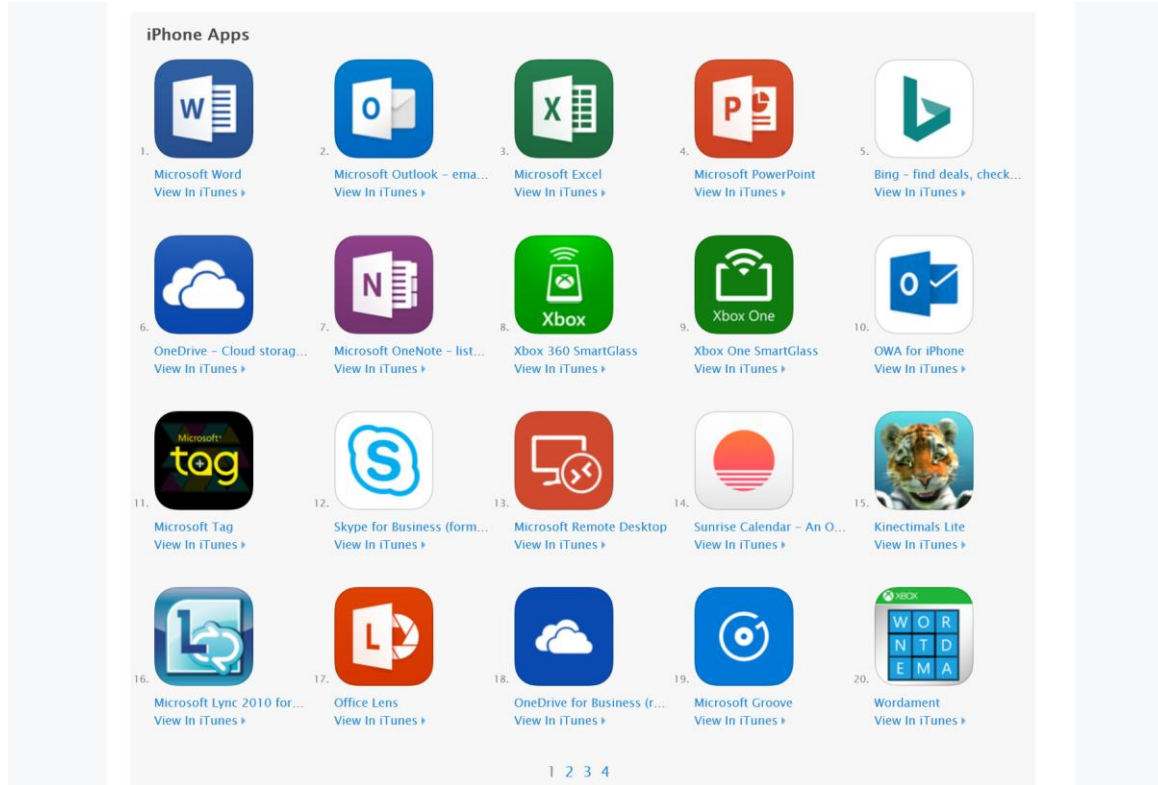 iPhone Apps
W
O
X
P
1.
2.
3.
4.
5.
Microsoft Word
Microsoft Outlook – ema...
Microsoft Excel
Microsoft PowerPoint
Bing – find deals, check...
View In iTunes
View In iTunes
View In iTunes
View In iTunes
View In iTunes
N
Xbox
Xbox One
O
6.
7.
8.
9.
10.
OneDrive – Cloud storag...
Microsoft OneNote – list...
Xbox 360 SmartGlass
Xbox One SmartGlass
OWA for iPhone
View In iTunes
View In iTunes
View In iTunes
View In iTunes
View In iTunes
Microsoft
tag
S
11.
12.
13.
14.
15.
Microsoft Tag
Skype for Business (form...
Microsoft Remote Desktop
Sunrise Calendar – An O...
Kinectimals Lite
View In iTunes
View In iTunes
View In iTunes
View In iTunes
View In iTunes
L
L
XBOX
W O R
N T D
E M A
16.
17.
18.
19.
20.
Microsoft Lync 2010 for...
Office Lens
OneDrive for Business (r...
Microsoft Groove
Wordament
View In iTunes
View In iTunes
View In iTunes
View In iTunes
View In iTunes
1 2 3 4